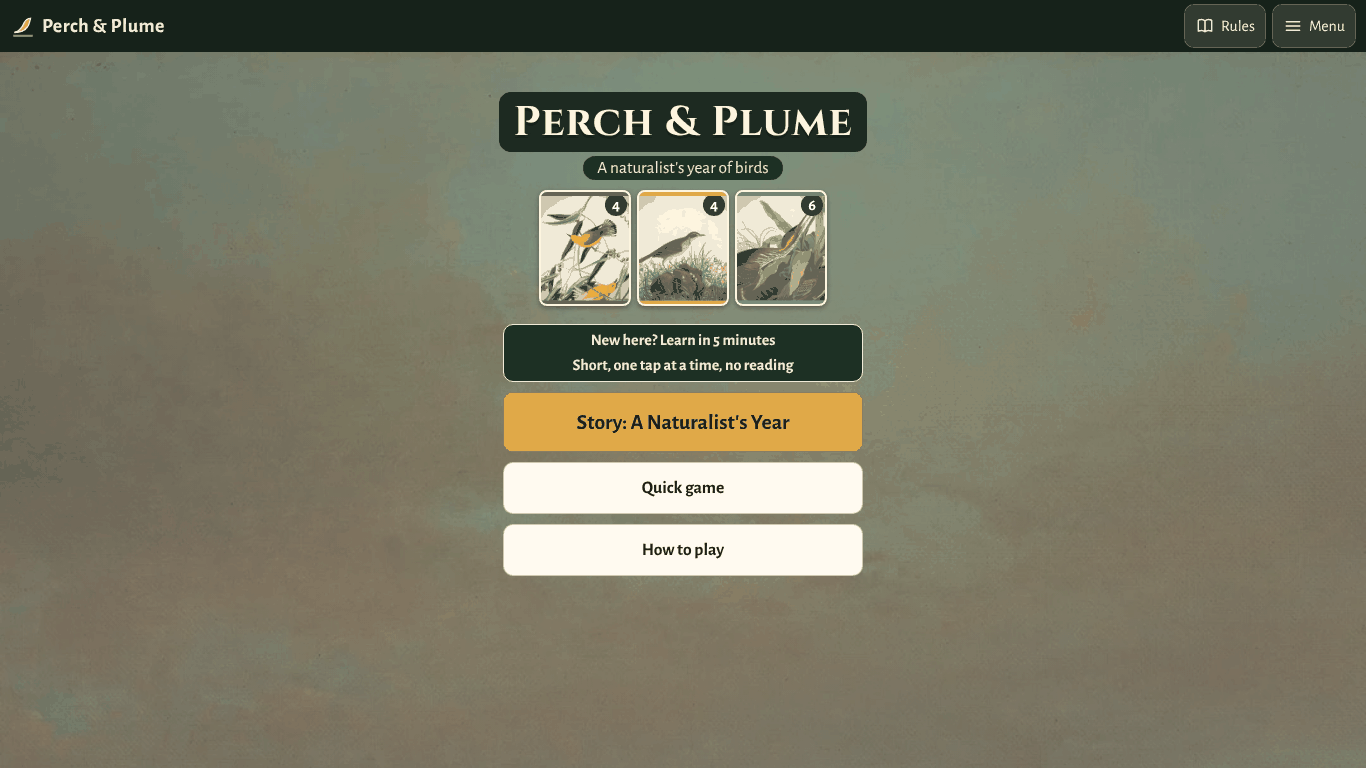 Perch & Plume
Rules
Menu
Perch & Plume
A naturalist's year of birds
4
4
6
New here? Learn in 5 minutes
Short, one tap at a time, no reading
Story: A Naturalist's Year
Quick game
How to play